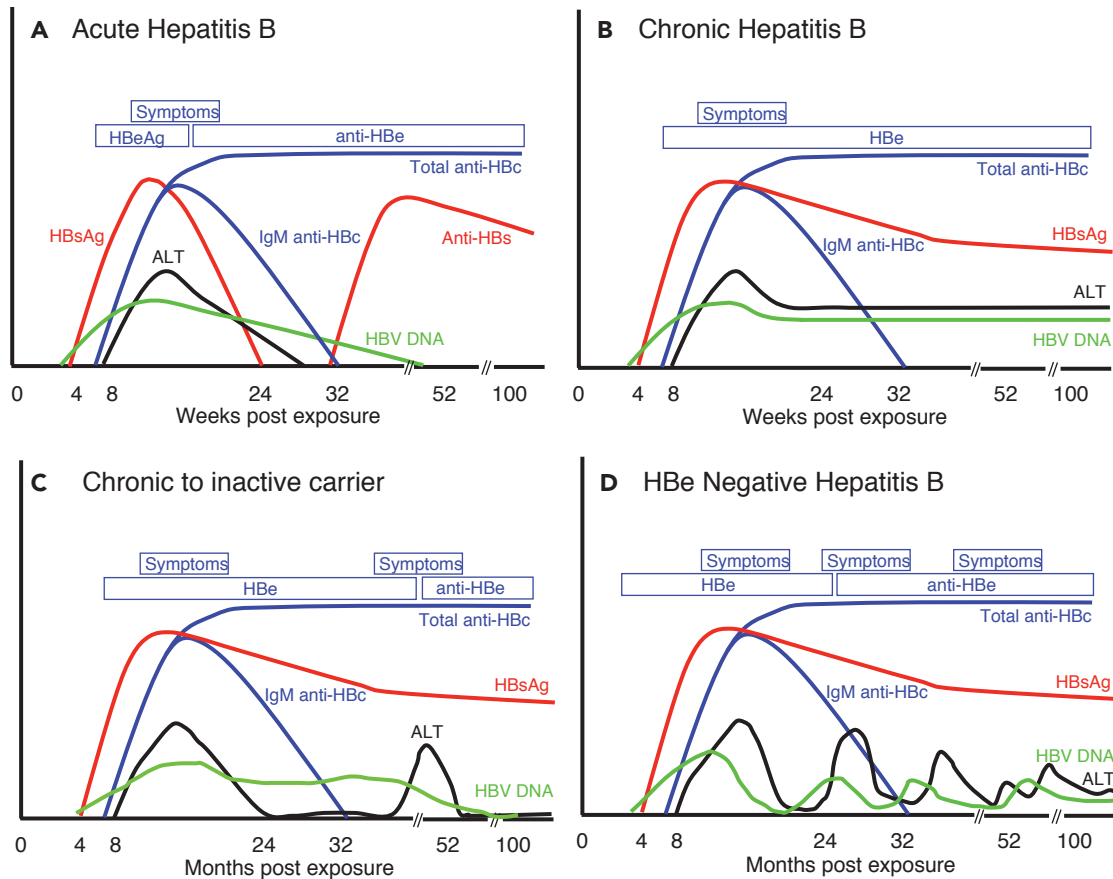 A Acute Hepatitis B
Symptoms
HBeAg
anti-HBe
Total anti-HBc
HBsAg
IgM anti-HBc
Anti-HBs
ALT
HBV DNA
0 4 8 24 32 52 100
Weeks post exposure
B Chronic Hepatitis B
Symptoms
HBe
Total anti-HBc
IgM anti-HBc
HBsAg
ALT
HBV DNA
0 4 8 24 32 52 100
Weeks post exposure
C Chronic to inactive carrier
Symptoms Symptoms
HBe anti-HBe
Total anti-HBc
HBsAg
IgM anti-HBc
ALT
HBV DNA
0 4 8 24 32 52 100
Months post exposure
D HBe Negative Hepatitis B
Symptoms Symptoms Symptoms
HBe anti-HBe
Total anti-HBc
HBsAg
IgM anti-HBc
HBV DNA
ALT
0 4 8 24 32 52 100
Months post exposure